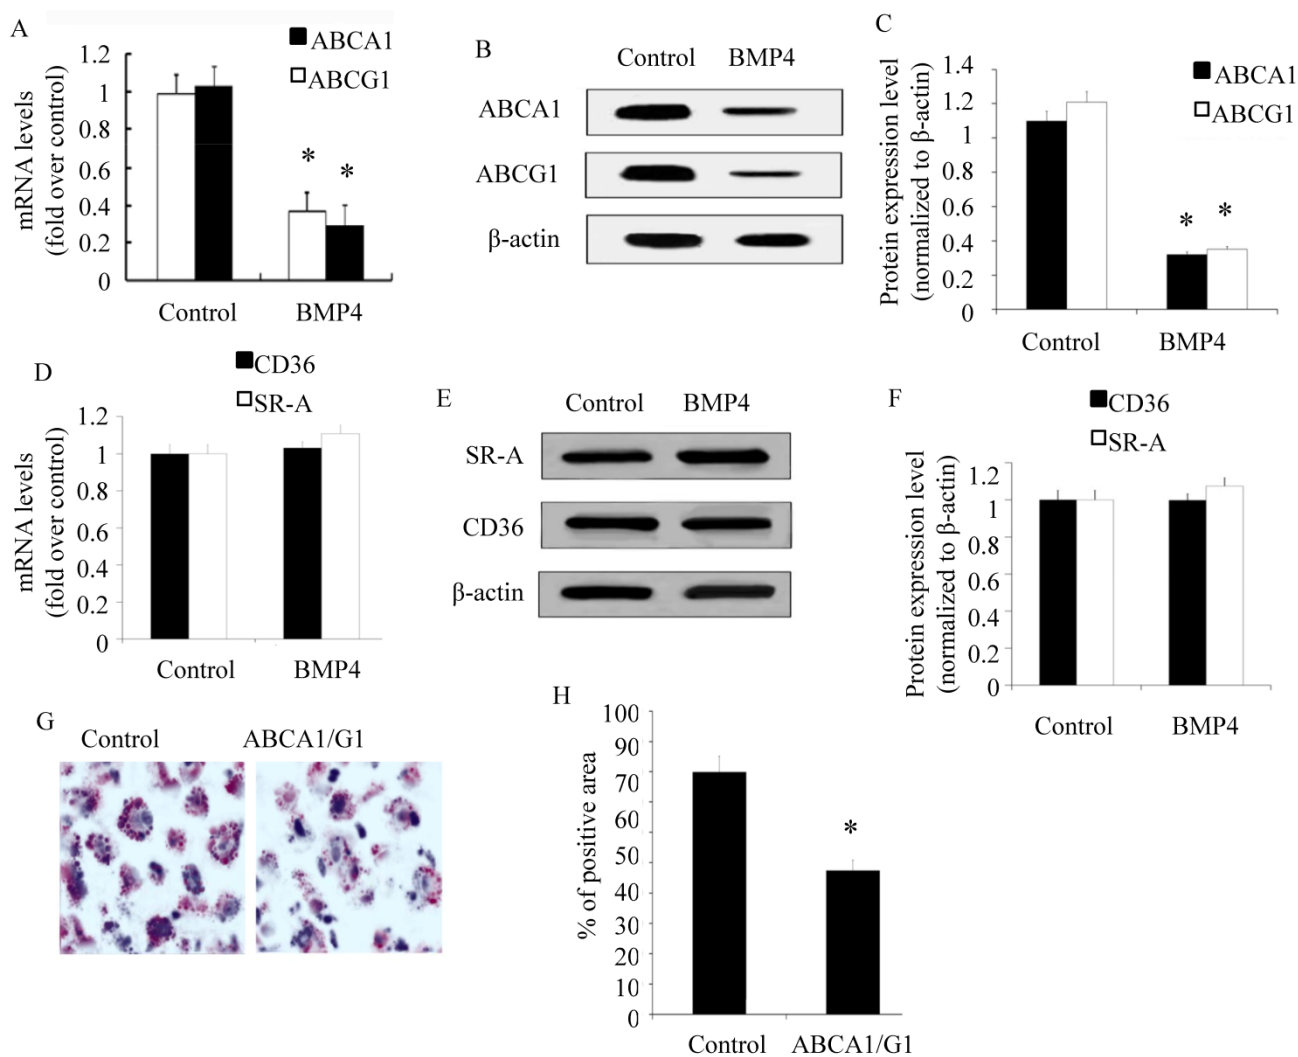 A
ABCA1
ABCG1
mRNA levels
(fold over control)
1.2
1
0.8
0.6
0.4
0.2
0
*
*
Control
BMP4
B
Control
BMP4
ABCA1
ABCG1
β-actin
C
ABCA1
ABCG1
Protein expression level
(normalized to β-actin)
1.4
1.2
1
0.8
0.6
0.4
0.2
0
*
*
Control
BMP4
D
CD36
SR-A
mRNA levels
(fold over control)
1.2
1
0.8
0.6
0.4
0.2
0
Control
BMP4
E
Control
BMP4
SR-A
CD36
β-actin
F
CD36
SR-A
Protein expression level
(normalized to β-actin)
1.2
1
0.8
0.6
0.4
0.2
0
Control
BMP4
G
Control
ABCA1/G1
H
% of positive area
100
90
80
70
60
50
40
30
20
10
0
*
Control
ABCA1/G1